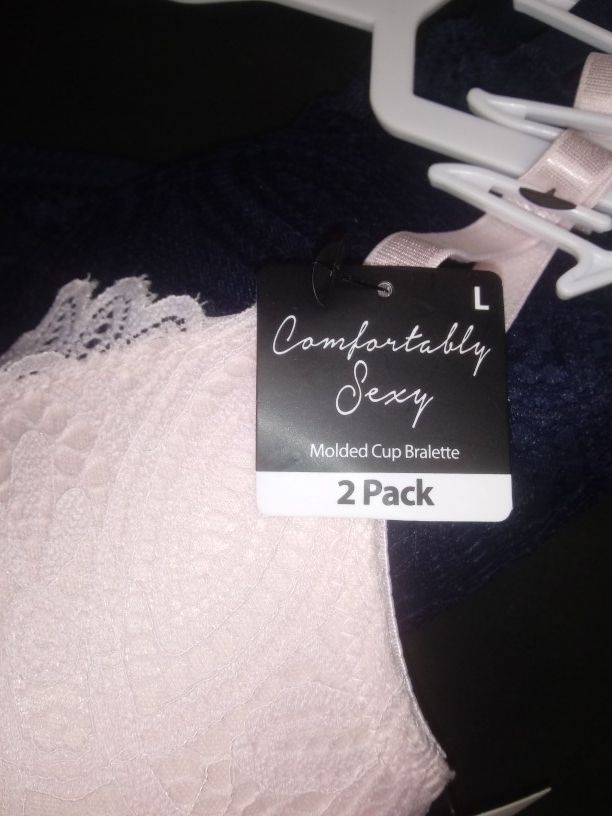 L
Comfortably
Sexy
Molded Cup Bralette
2 Pack